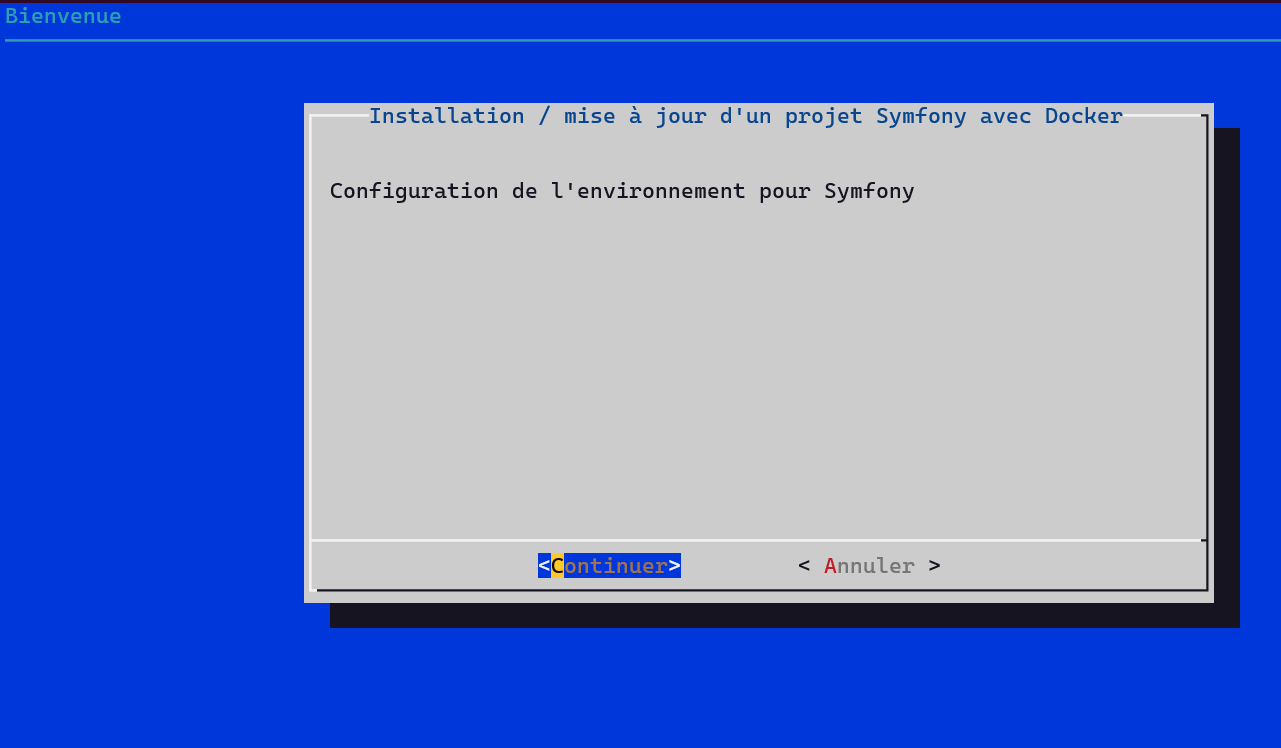 Bienvenue
Installation / mise à jour d'un projet Symfony avec Docker
Configuration de l'environnement pour Symfony
<Continuer> < Annuler >